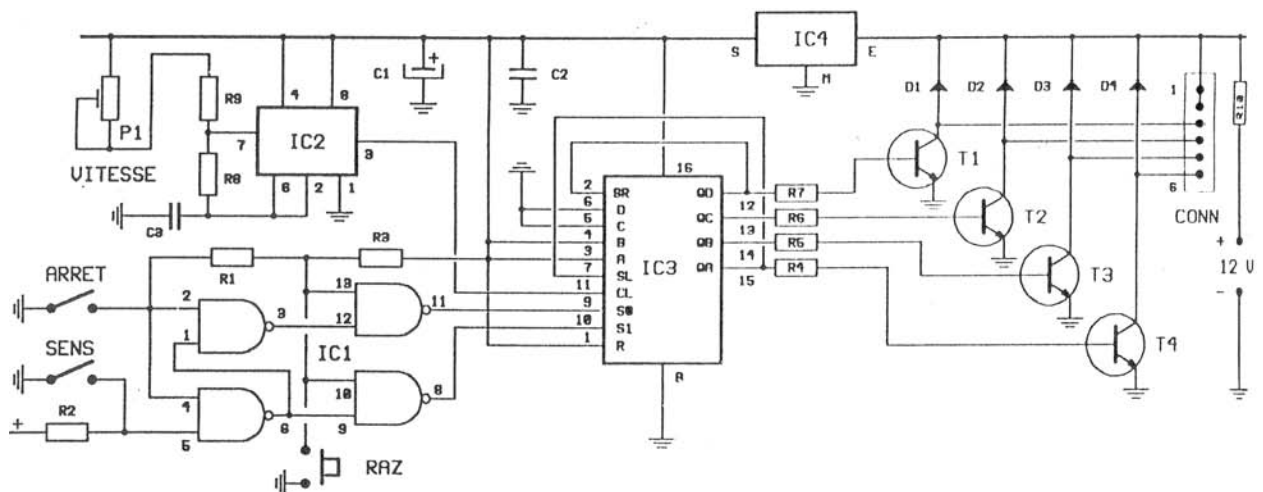 S IC4 E
M
4 8
C1 +
C2
D1 D2 D3 D4
1
R10
P1
R9
7 IC2 3
VITESSE
R8
6 2 1
C3
T1
16
2 BR QD R7
6 D 12
5 C QC R6
4 B 13
3 A QB R5
7 SL 14
11 CL QA R4
9 S0 15
10 S1
1 R
IC3
8
T2
6
CONN
T3
+
12 V
-
T4
ARRET
R1
R3
2
3
1
13
12
11
IC1
SENS
4
5
6
10
9
8
R2
+
RAZ